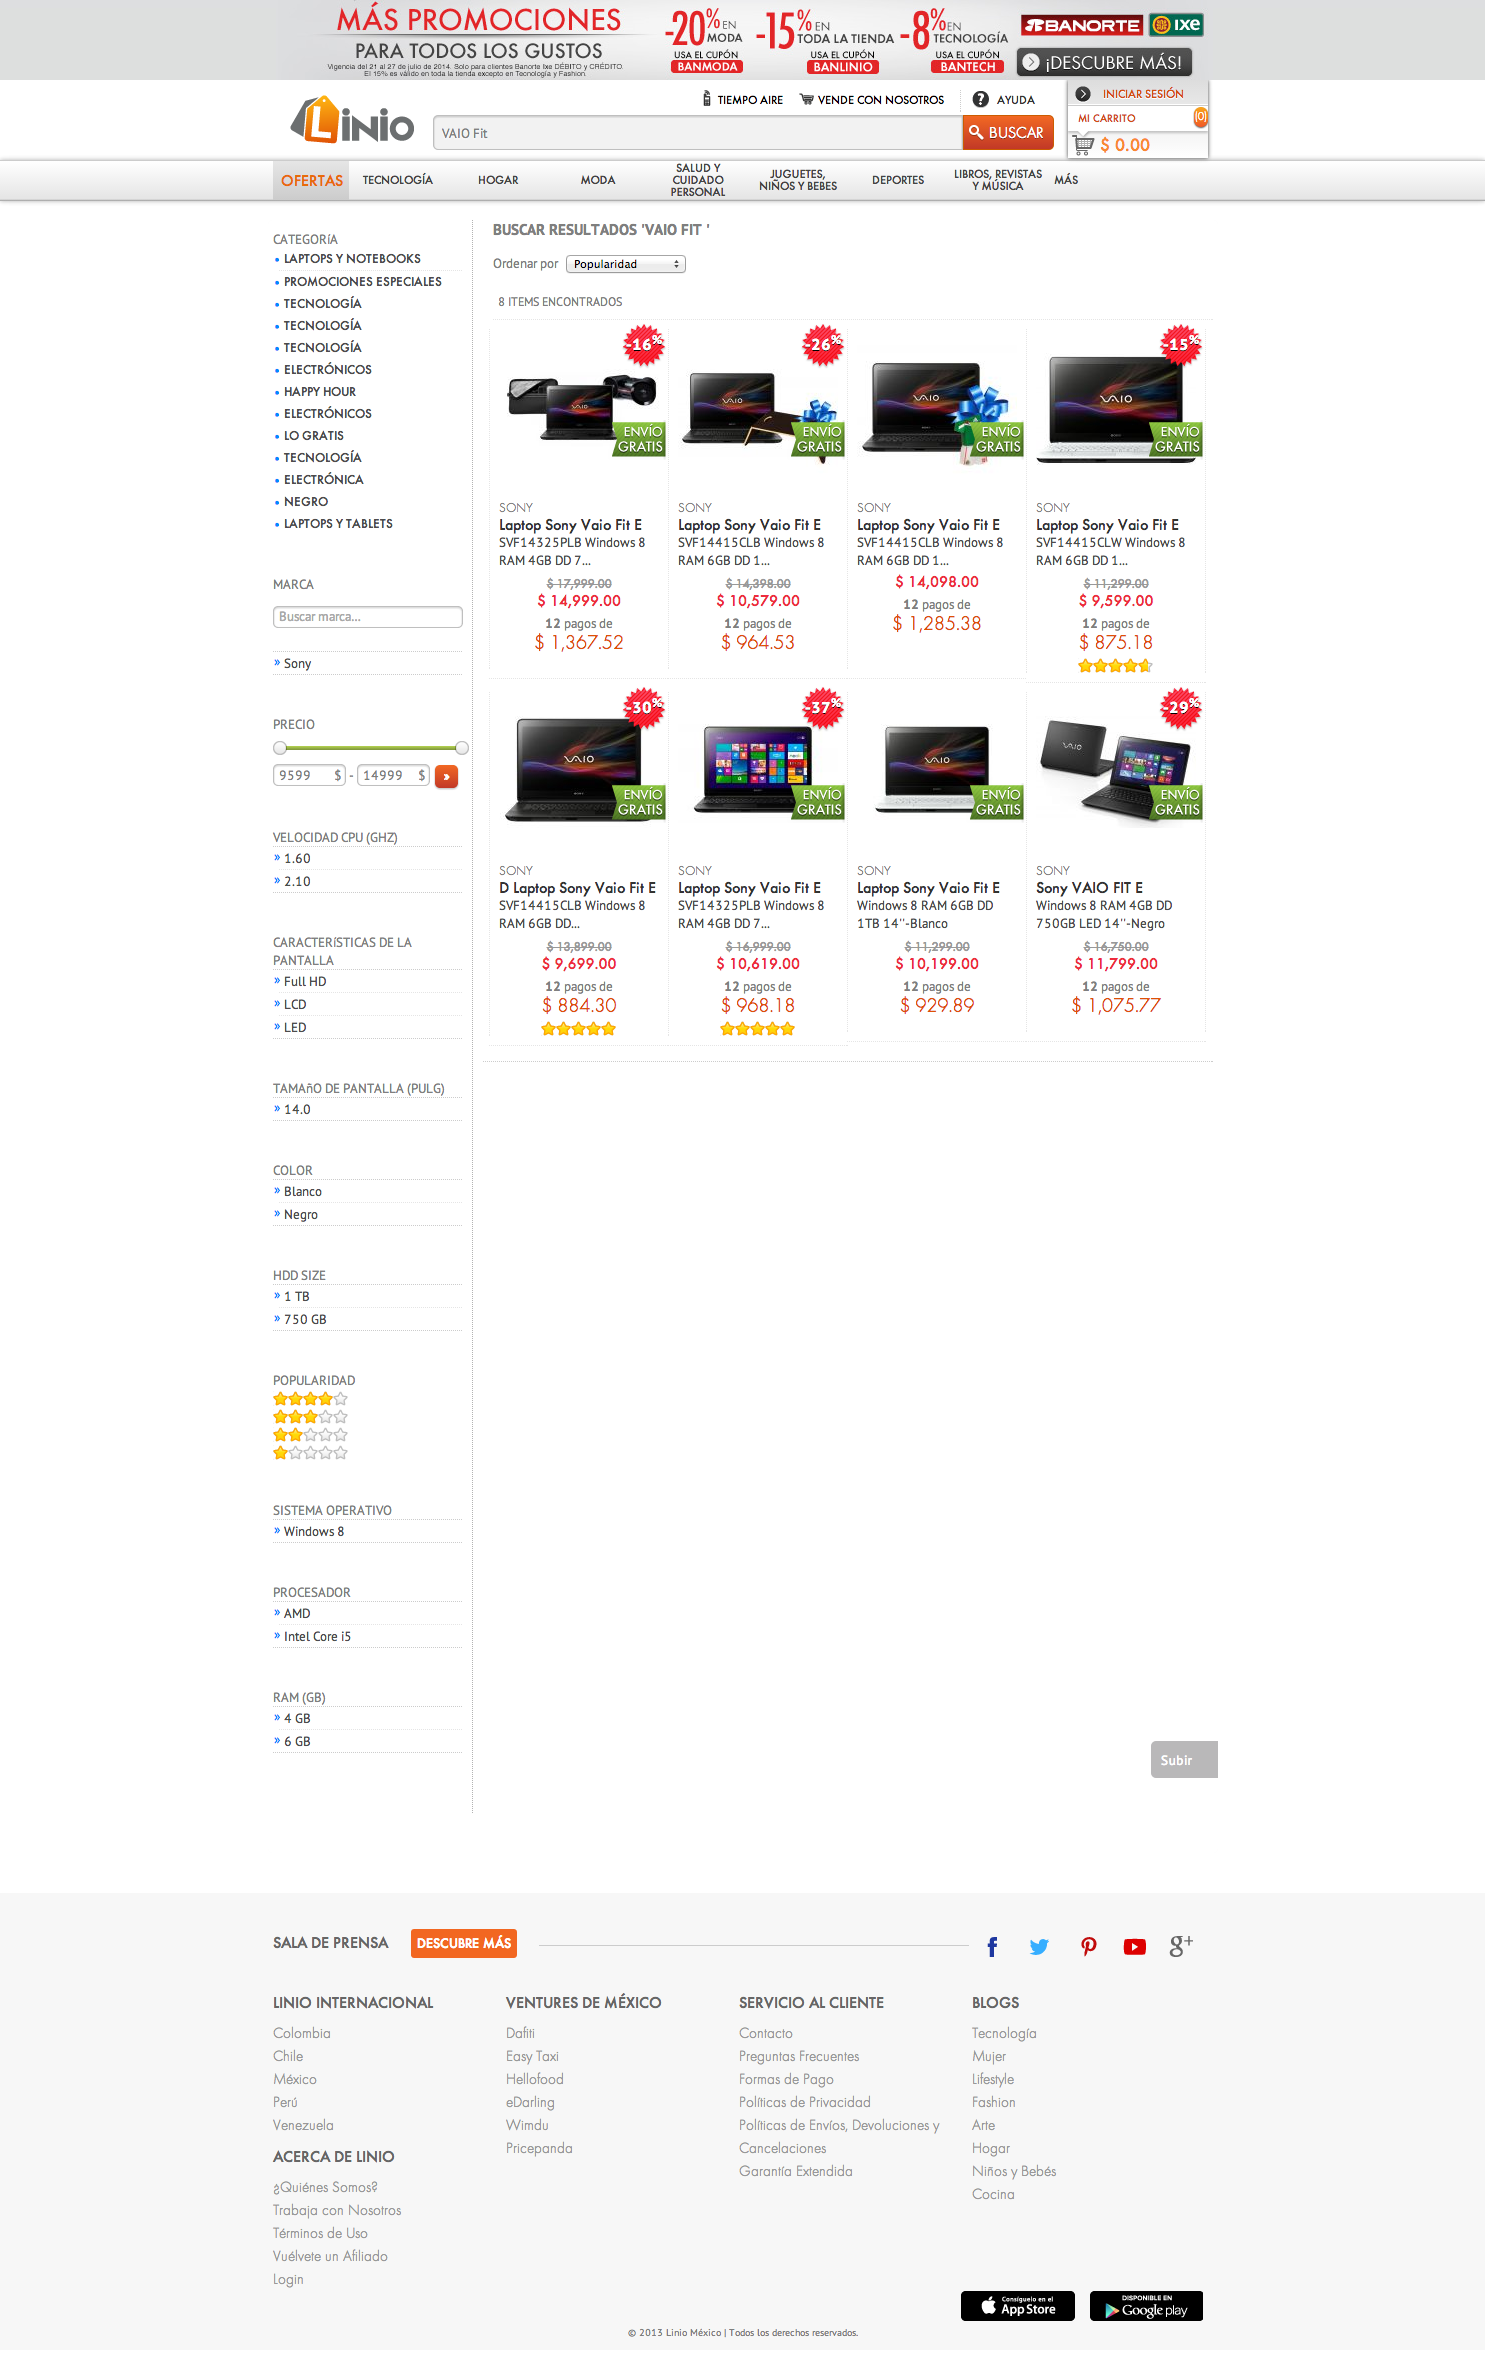 MÁS PROMOCIONES
PARA TODOS LOS GUSTOS
Vigencia del 21 al 27 de julio de 2014. Solo para clientes Banorte Ixe DÉBITO y CRÉDITO.
El 15% es válido en toda la tienda excepto en Tecnología y Fashion.
-20% EN MODA
USA EL CUPÓN
BANMODA
-15% EN TODA LA TIENDA
USA EL CUPÓN
BANLINIO
-8% EN TECNOLOGÍA
USA EL CUPÓN
BANTECH
BANORTE IXE
¡DESCUBRE MÁS!
TIEMPO AIRE
VENDE CON NOSOTROS
AYUDA
INICIAR SESIÓN
MI CARRITO (0)
$ 0.00
Linio
VAIO Fit
BUSCAR
OFERTAS
TECNOLOGÍA
HOGAR
MODA
SALUD Y
CUIDADO
PERSONAL
JUGUETES,
NIÑOS Y BEBES
DEPORTES
LIBROS, REVISTAS
Y MÚSICA
MÁS
CATEGORíA
LAPTOPS Y NOTEBOOKS
PROMOCIONES ESPECIALES
TECNOLOGÍA
TECNOLOGÍA
TECNOLOGÍA
ELECTRÓNICOS
HAPPY HOUR
ELECTRÓNICOS
LO GRATIS
TECNOLOGÍA
ELECTRÓNICA
NEGRO
LAPTOPS Y TABLETS
MARCA
Buscar marca...
» Sony
PRECIO
9599 $ - 14999 $ »
VELOCIDAD CPU (GHZ)
» 1.60
» 2.10
CARACTERíSTICAS DE LA
PANTALLA
» Full HD
» LCD
» LED
TAMAñO DE PANTALLA (PULG)
» 14.0
COLOR
» Blanco
» Negro
HDD SIZE
» 1 TB
» 750 GB
POPULARIDAD
SISTEMA OPERATIVO
» Windows 8
PROCESADOR
» AMD
» Intel Core i5
RAM (GB)
» 4 GB
» 6 GB
BUSCAR RESULTADOS 'VAIO FIT '
Ordenar por Popularidad
8 ITEMS ENCONTRADOS
-16%
VAIO
ENVÍO
GRATIS
SONY
Laptop Sony Vaio Fit E
SVF14325PLB Windows 8
RAM 4GB DD 7...
$ 17,999.00
$ 14,999.00
12 pagos de
$ 1,367.52
-26%
VAIO
ENVÍO
GRATIS
SONY
Laptop Sony Vaio Fit E
SVF14415CLB Windows 8
RAM 6GB DD 1...
$ 14,398.00
$ 10,579.00
12 pagos de
$ 964.53
VAIO
ENVÍO
GRATIS
SONY
Laptop Sony Vaio Fit E
SVF14415CLB Windows 8
RAM 6GB DD 1...
$ 14,098.00
12 pagos de
$ 1,285.38
-15%
VAIO
ENVÍO
GRATIS
SONY
Laptop Sony Vaio Fit E
SVF14415CLW Windows 8
RAM 6GB DD 1...
$ 11,299.00
$ 9,599.00
12 pagos de
$ 875.18
-30%
VAIO
ENVÍO
GRATIS
SONY
D Laptop Sony Vaio Fit E
SVF14415CLB Windows 8
RAM 6GB DD...
$ 13,899.00
$ 9,699.00
12 pagos de
$ 884.30
-37%
ENVÍO
GRATIS
SONY
Laptop Sony Vaio Fit E
SVF14325PLB Windows 8
RAM 4GB DD 7...
$ 16,999.00
$ 10,619.00
12 pagos de
$ 968.18
VAIO
ENVÍO
GRATIS
SONY
Laptop Sony Vaio Fit E
Windows 8 RAM 6GB DD
1TB 14''-Blanco
$ 11,299.00
$ 10,199.00
12 pagos de
$ 929.89
-29%
VAIO
ENVÍO
GRATIS
SONY
Sony VAIO FIT E
Windows 8 RAM 4GB DD
750GB LED 14''-Negro
$ 16,750.00
$ 11,799.00
12 pagos de
$ 1,075.77
Subir
SALA DE PRENSA
DESCUBRE MÁS
LINIO INTERNACIONAL
Colombia
Chile
México
Perú
Venezuela
ACERCA DE LINIO
¿Quiénes Somos?
Trabaja con Nosotros
Términos de Uso
Vuélvete un Afiliado
Login
VENTURES DE MÉXICO
Dafiti
Easy Taxi
Hellofood
eDarling
Wimdu
Pricepanda
SERVICIO AL CLIENTE
Contacto
Preguntas Frecuentes
Formas de Pago
Políticas de Privacidad
Políticas de Envíos, Devoluciones y
Cancelaciones
Garantía Extendida
BLOGS
Tecnología
Mujer
Lifestyle
Fashion
Arte
Hogar
Niños y Bebés
Cocina
Consíguelo en el
App Store
DISPONIBLE EN
Google play
© 2013 Linio México | Todos los derechos reservados.